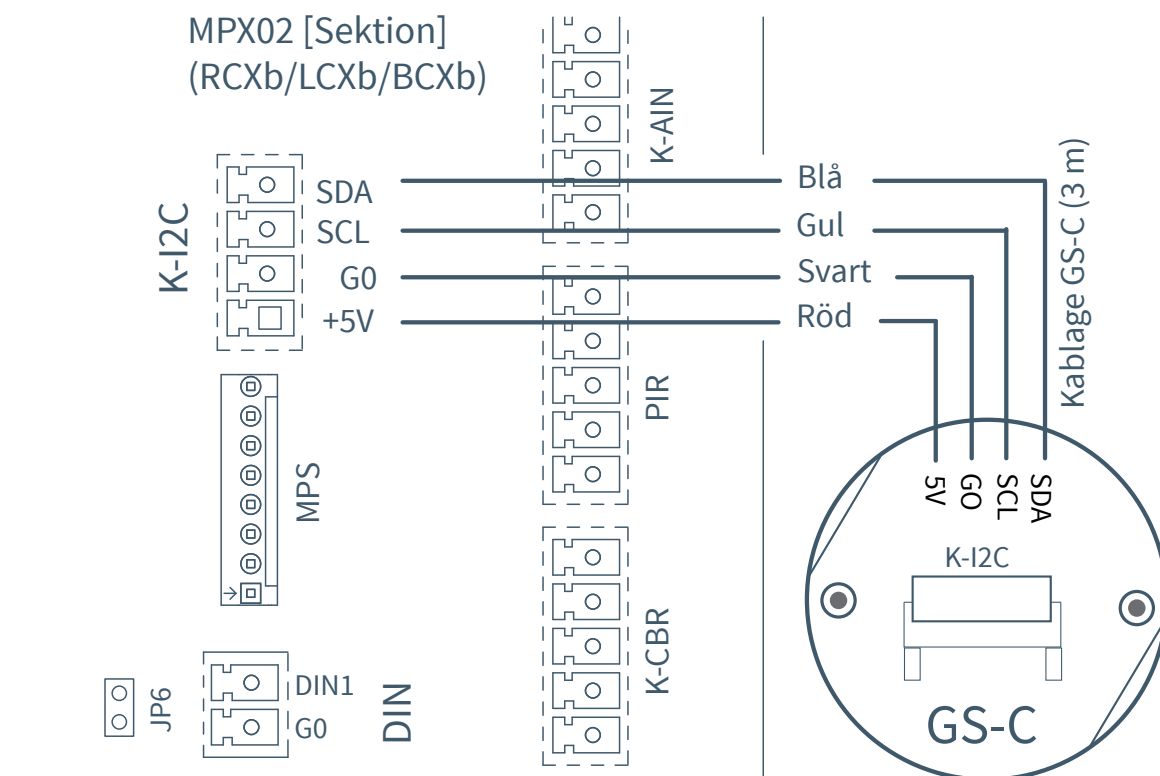 MPX02 [Sektion]
(RCXb/LCXb/BCXb)
K-AIN
K-I2C
SDA
SCL
G0
+5V
Blå
Gul
Svart
Röd
Kablage GS-C (3 m)
PIR
MPS
5V
GO
SCL
SDA
K-I2C
K-CBR
JP6
DIN1
G0
DIN
GS-C